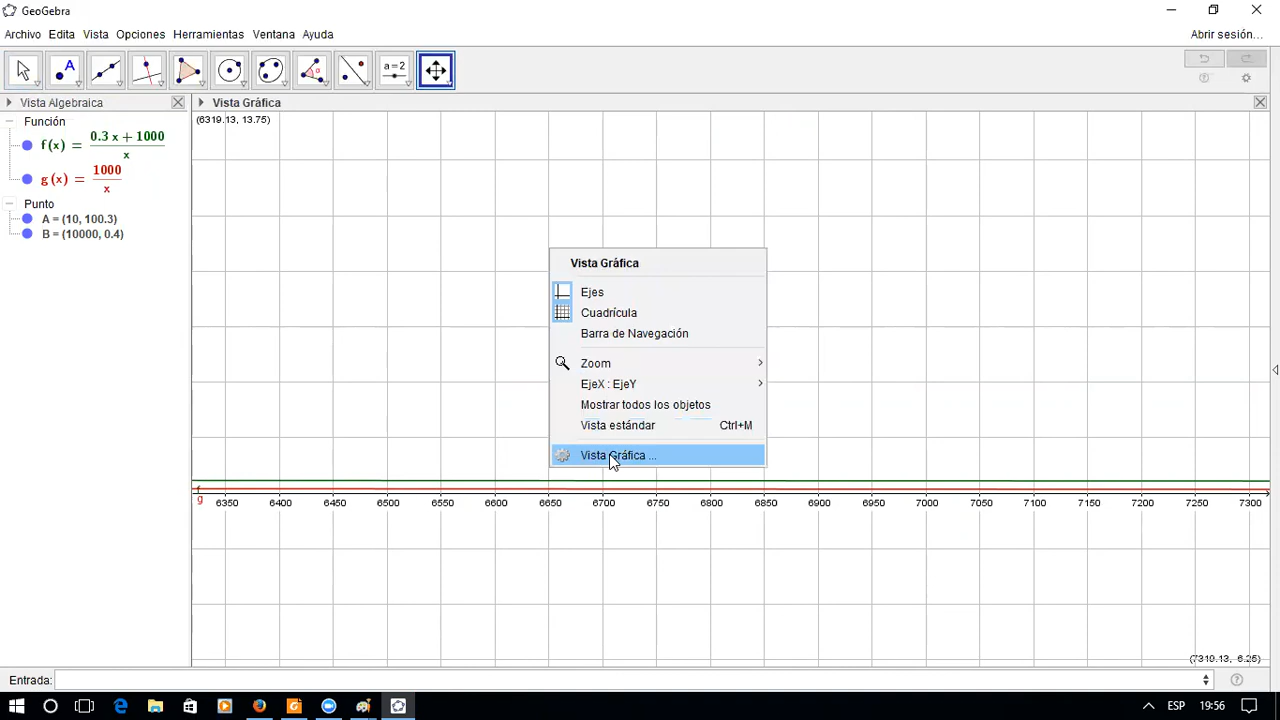 GeoGebra
Archivo Edita Vista Opciones Herramientas Ventana Ayuda Abrir sesión...
A a=2
Vista Algebraica Vista Gráfica
Función
f(x) = 0.3 x + 1000 / x
g(x) = 1000 / x
Punto
A = (10, 100.3)
B = (10000, 0.4)
(6319.13, 13.75)
Vista Gráfica
Ejes
Cuadrícula
Barra de Navegación
Zoom
EjeX : EjeY
Mostrar todos los objetos
Vista estándar Ctrl+M
Vista Gráfica ...
f
g
6350 6400 6450 6500 6550 6600 6650 6700 6750 6800 6850 6900 6950 7000 7050 7100 7150 7200 7250 7300
(7319.13, -6.25)
Entrada:
ESP 19:56